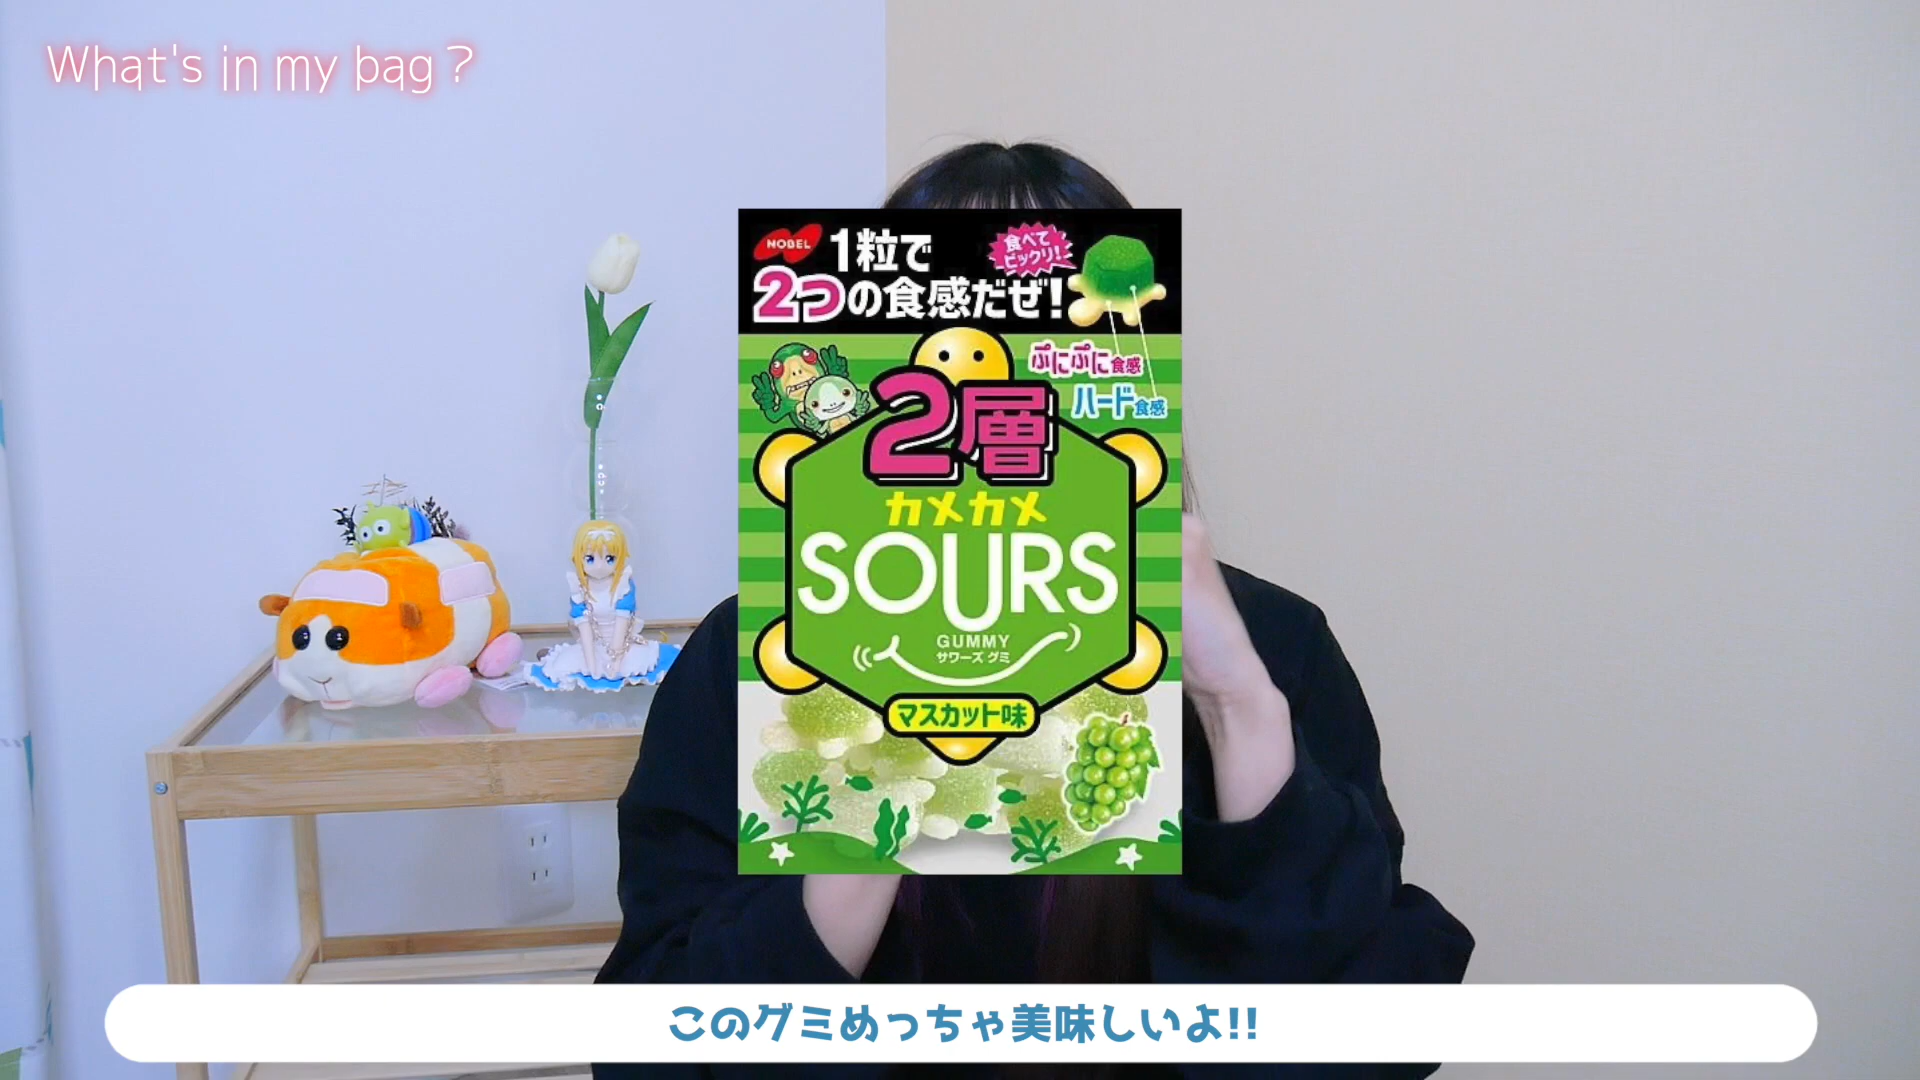 What's in my bag？
NOBEL
1粒で
2つの食感だぜ!
食べて
ビックリ!
ぷにぷに食感
ハード食感
2層
カメカメ
SOURS
GUMMY
サワーズ グミ
マスカット味
このグミめっちゃ美味しいよ!!